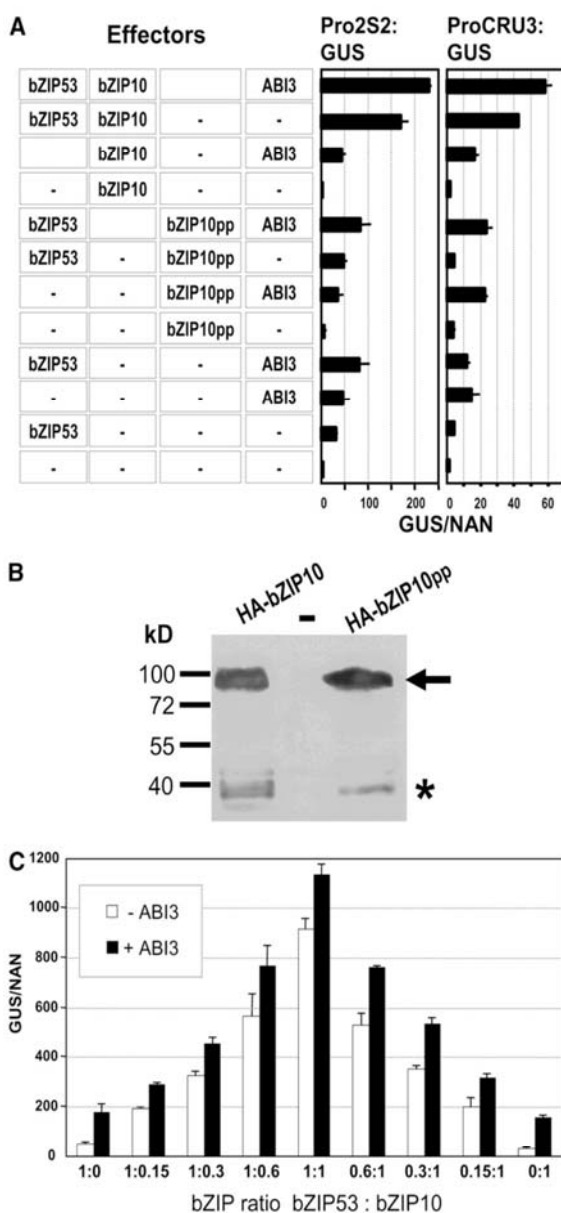 A
Effectors
Pro2S2: GUS
ProCRU3: GUS
bZIP53 bZIP10 ABI3
bZIP53 bZIP10 - -
bZIP10 - ABI3
- bZIP10 - -
bZIP53 bZIP10pp ABI3
bZIP53 - bZIP10pp -
- - bZIP10pp ABI3
- - bZIP10pp -
bZIP53 - - ABI3
- - - ABI3
bZIP53 - - -
- - - -
0 100 200
0 20 40 60
GUS/NAN
B
kD
HA-bZIP10
-
HA-bZIP10pp
100
72
55
40
*
C
GUS/NAN
1200
1000
800
600
400
200
0
- ABI3
+ ABI3
1:0 1:0.15 1:0.3 1:0.6 1:1 0.6:1 0.3:1 0.15:1 0:1
bZIP ratio bZIP53 : bZIP10